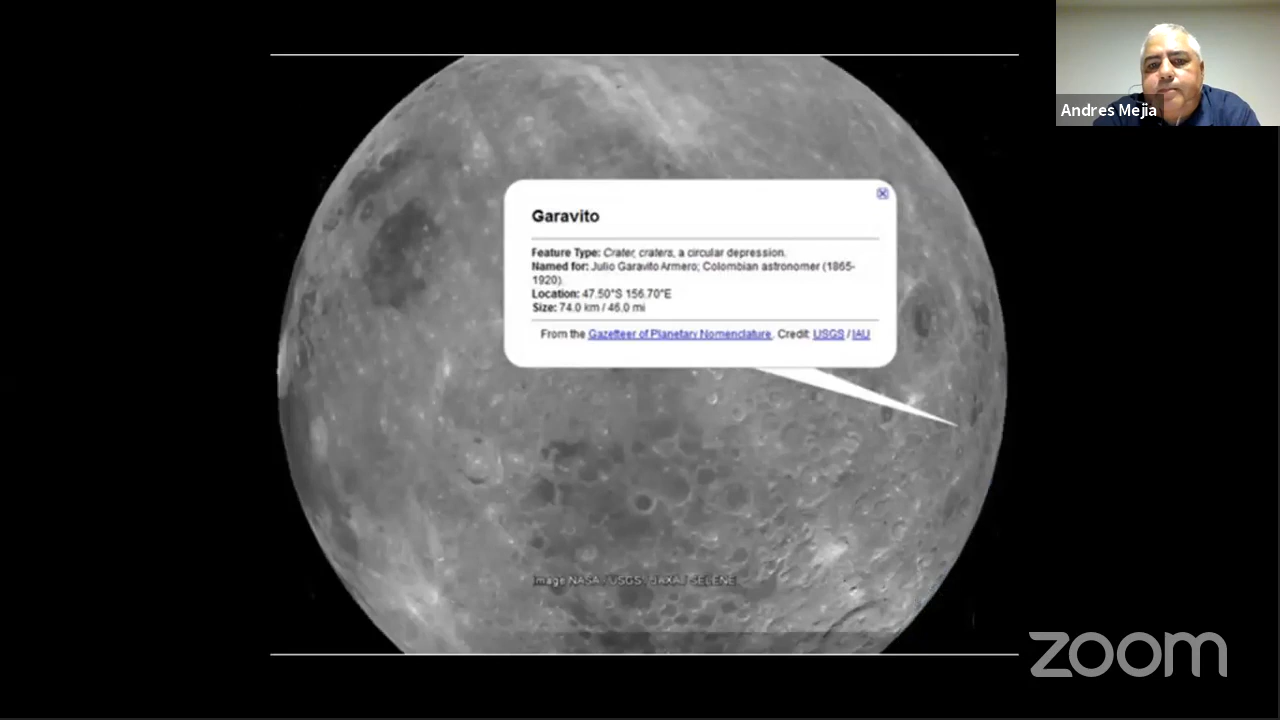 Andres Mejia
Garavito
Feature Type: Crater, craters, a circular depression.
Named for: Julio Garavito Armero; Colombian astronomer (1865-
1920).
Location: 47.50°S 156.70°E
Size: 74.0 km / 46.0 mi
From the Gazetteer of Planetary Nomenclature. Credit: USGS / IAU
Image NASA / USGS / JAXA / SELENE
zoom